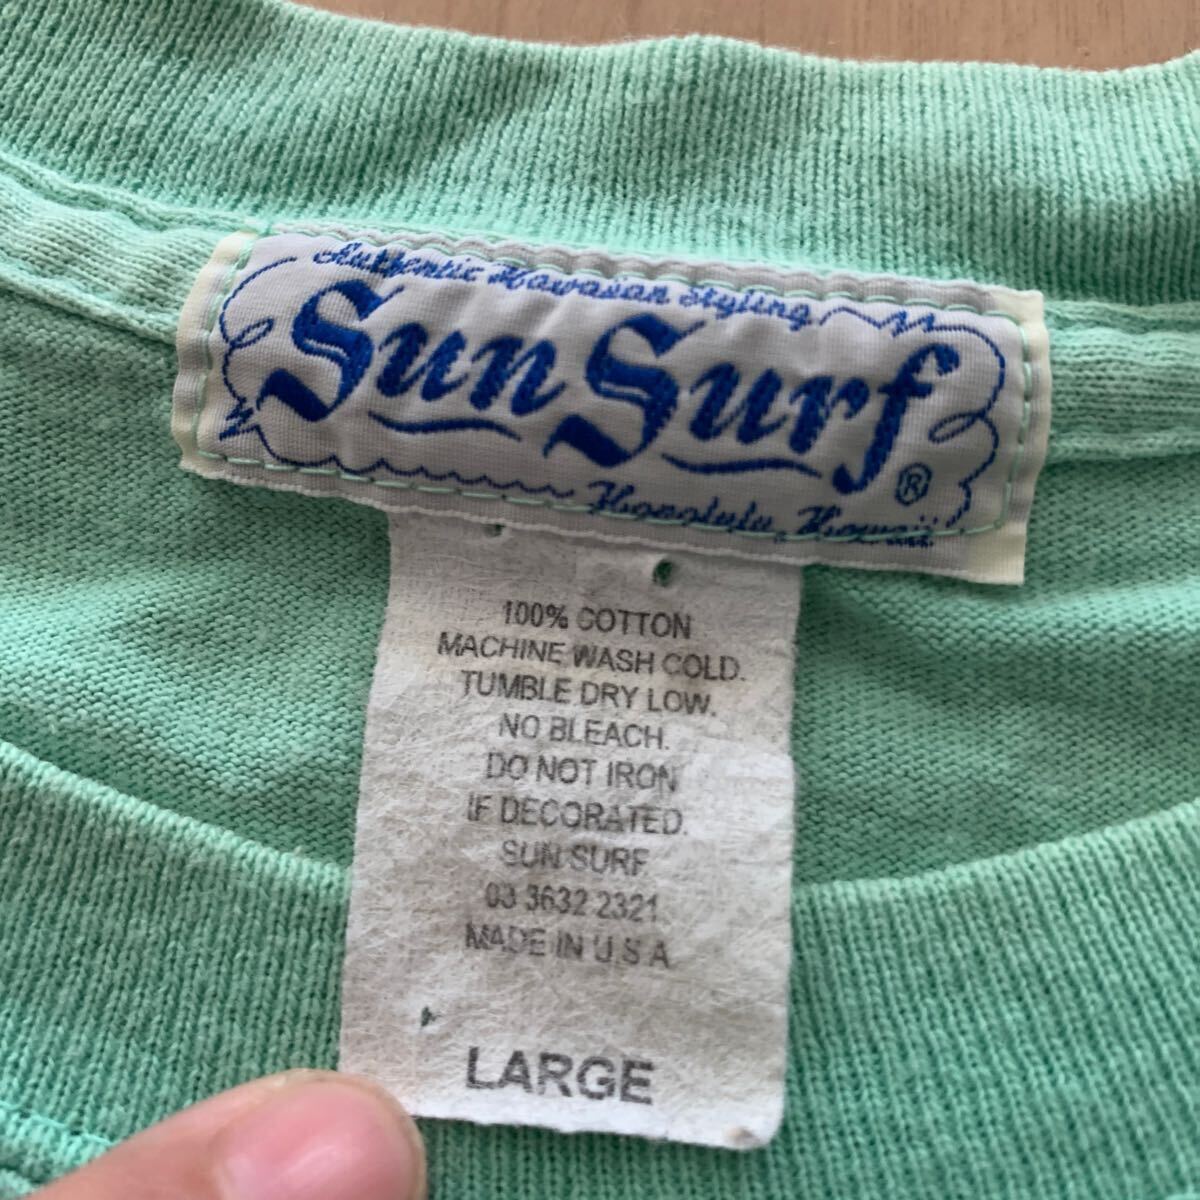 Authentic Hawaiian Styling
Sun Surf ®
Honolulu, Hawaii
100% COTTON
MACHINE WASH COLD.
TUMBLE DRY LOW.
NO BLEACH.
DO NOT IRON
IF DECORATED.
SUN SURF
03 3632 2321
MADE IN U.S.A
LARGE